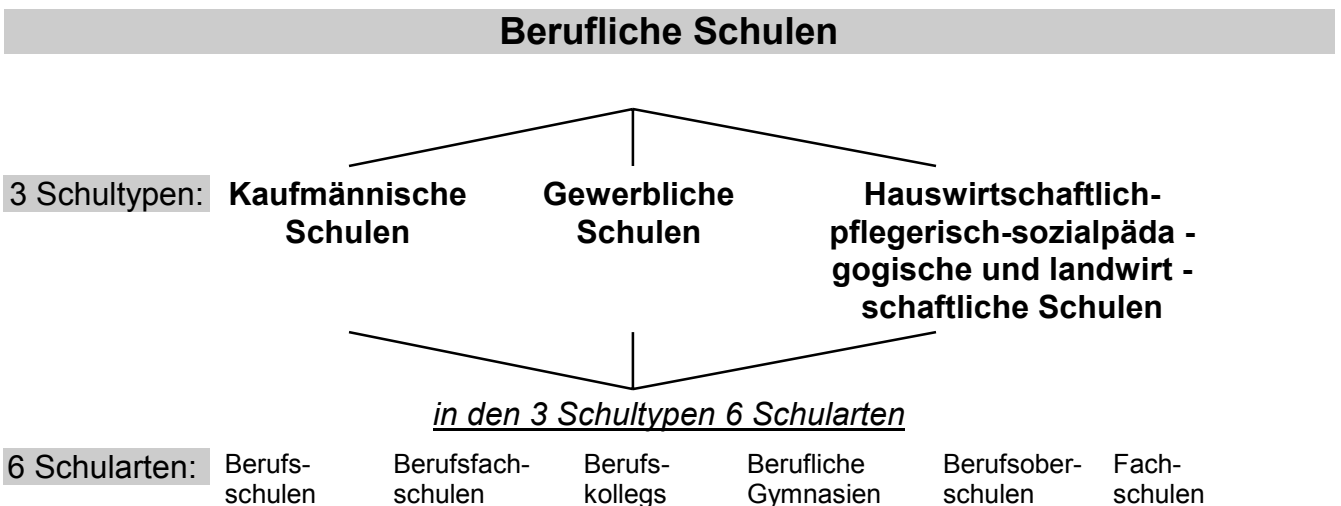 Berufliche Schulen
3 Schultypen:
Kaufmännische
Schulen
Gewerbliche
Schulen
Hauswirtschaftlich-
pflegerisch-sozialpäda -
gogische und landwirt -
schaftliche Schulen
in den 3 Schultypen 6 Schularten
6 Schularten:
Berufs-
schulen
Berufsfach-
schulen
Berufs-
kollegs
Berufliche
Gymnasien
Berufsober-
schulen
Fach-
schulen